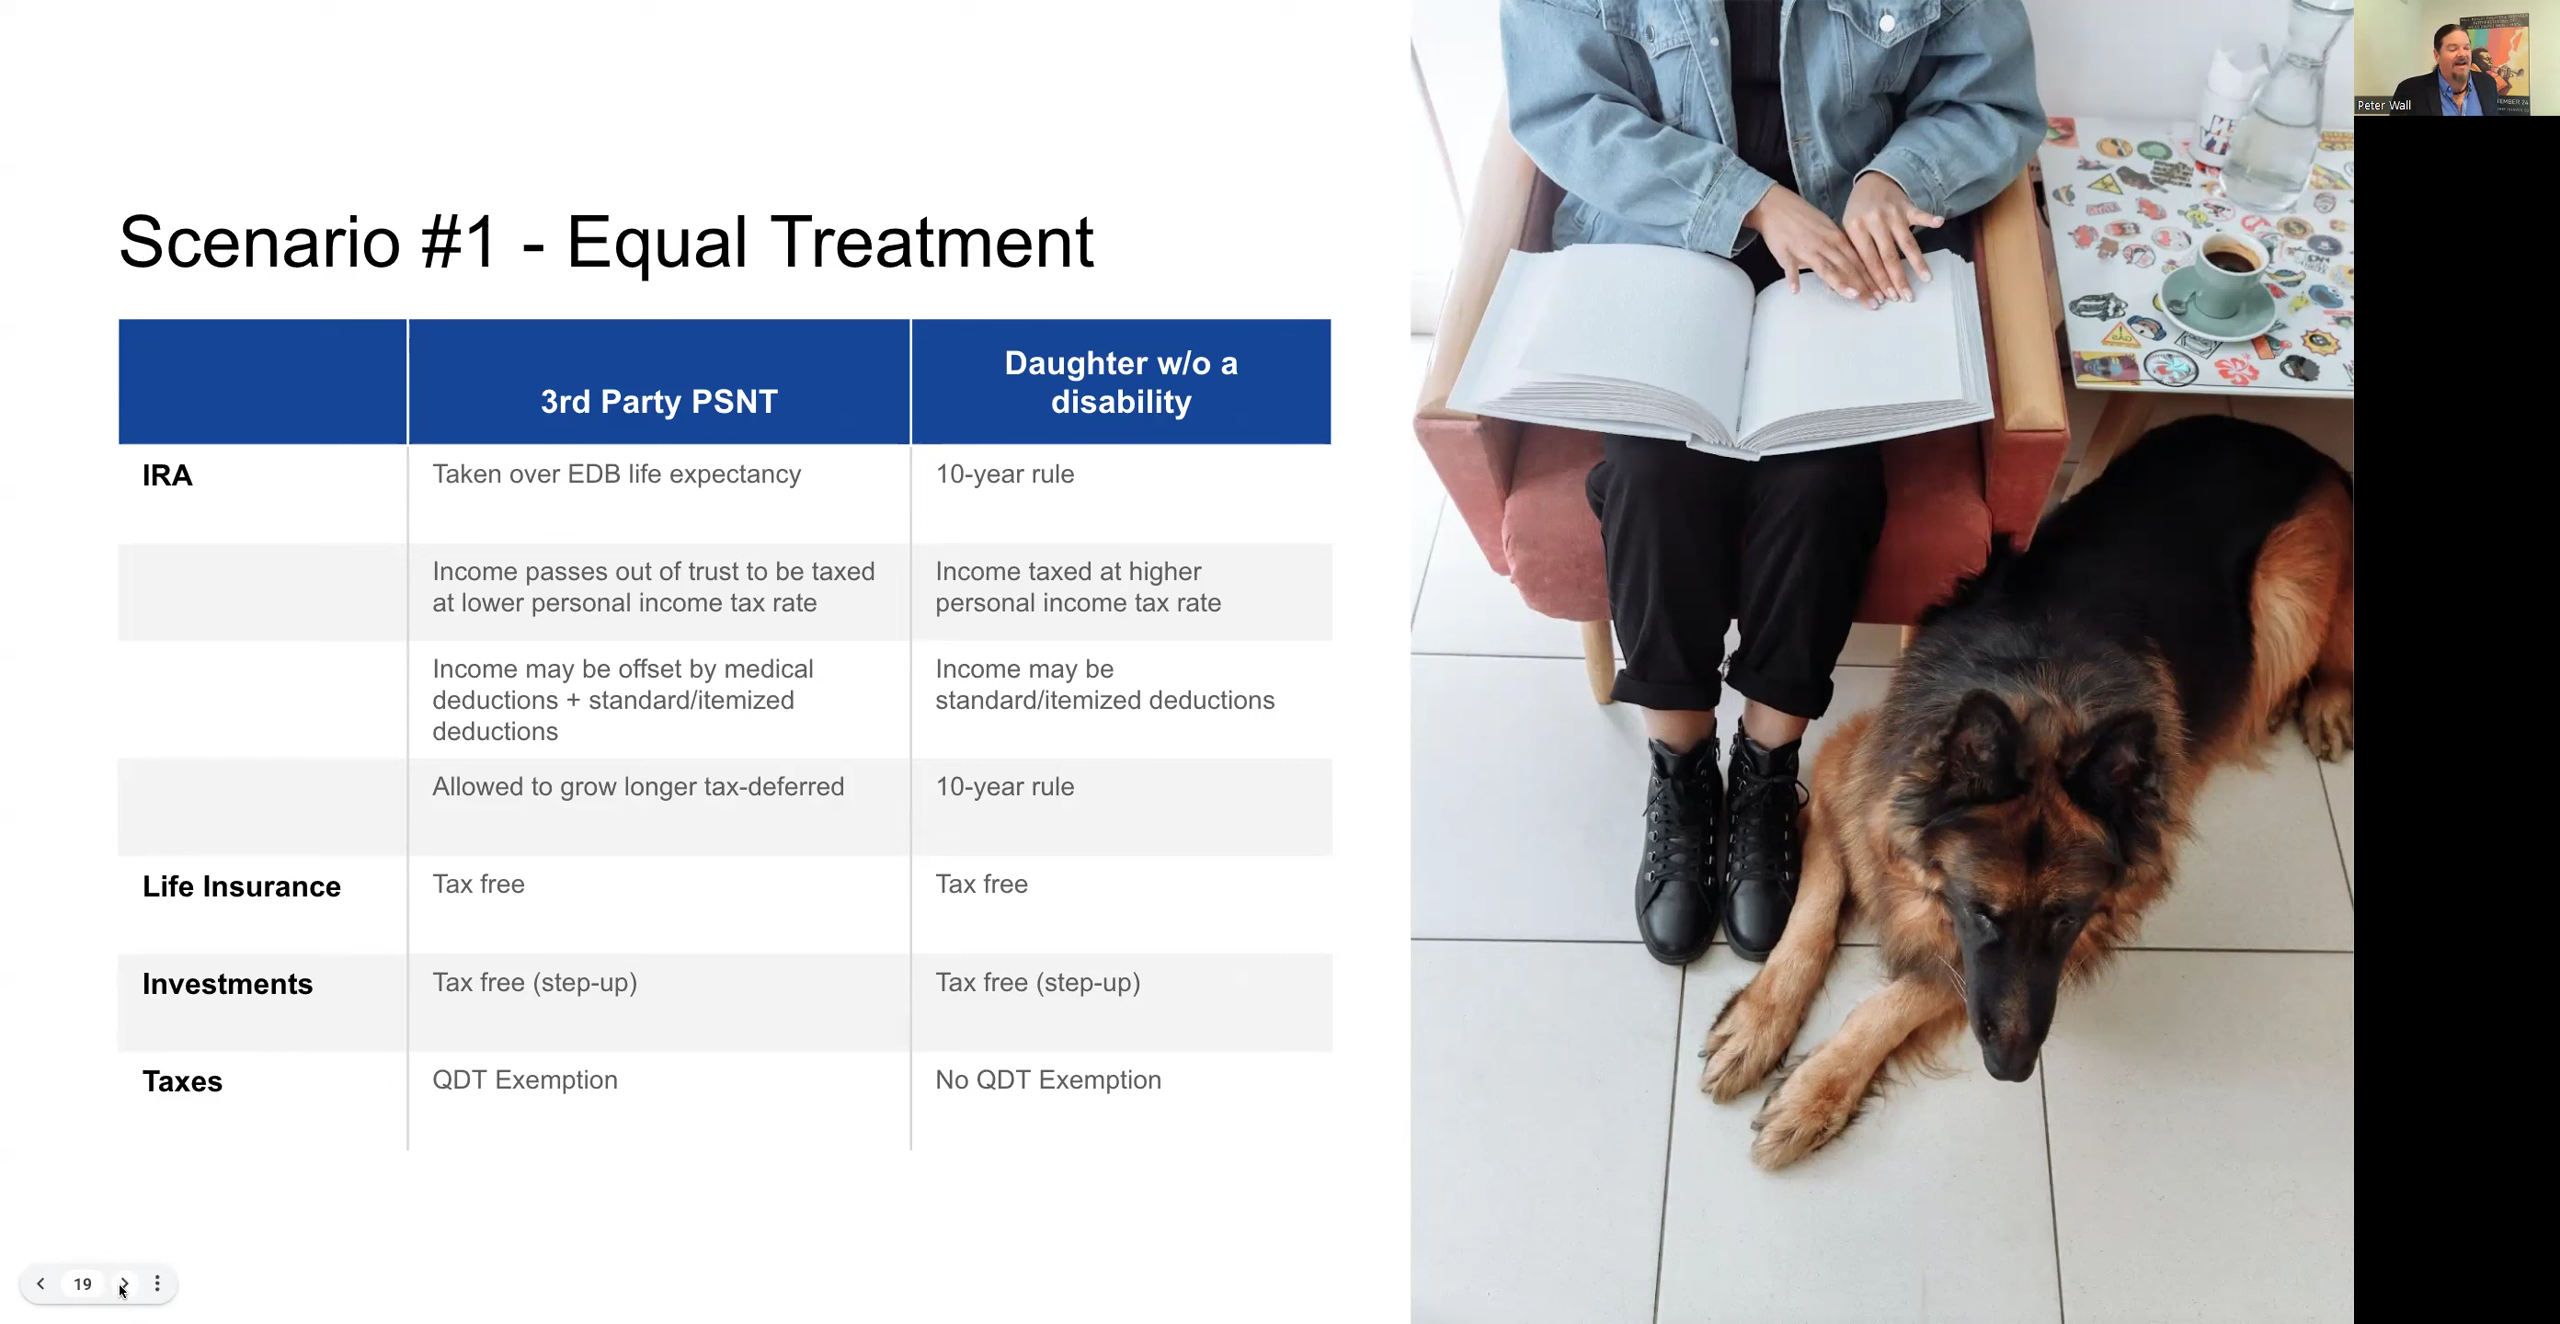 Scenario #1 - Equal Treatment
3rd Party PSNT
Daughter w/o a
disability
IRA
Taken over EDB life expectancy
10-year rule
Income passes out of trust to be taxed
at lower personal income tax rate
Income taxed at higher
personal income tax rate
Income may be offset by medical
deductions + standard/itemized
deductions
Income may be
standard/itemized deductions
Allowed to grow longer tax-deferred
10-year rule
Life Insurance
Tax free
Tax free
Investments
Tax free (step-up)
Tax free (step-up)
Taxes
QDT Exemption
No QDT Exemption
19
Peter Wall